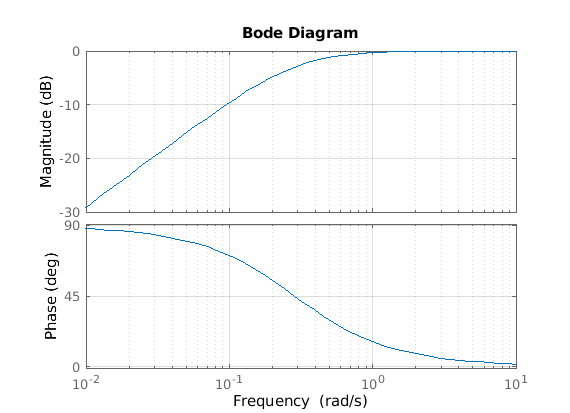 Bode Diagram
Magnitude (dB)
0
-10
-20
-30
Phase (deg)
90
45
0
10^-2 10^-1 10^0 10^1
Frequency (rad/s)